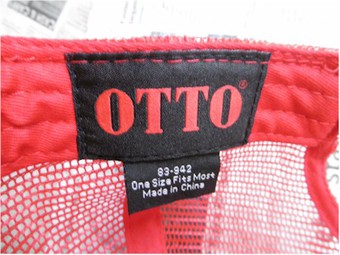 OTTO®
83-942
One Size Fits Most
Made in China